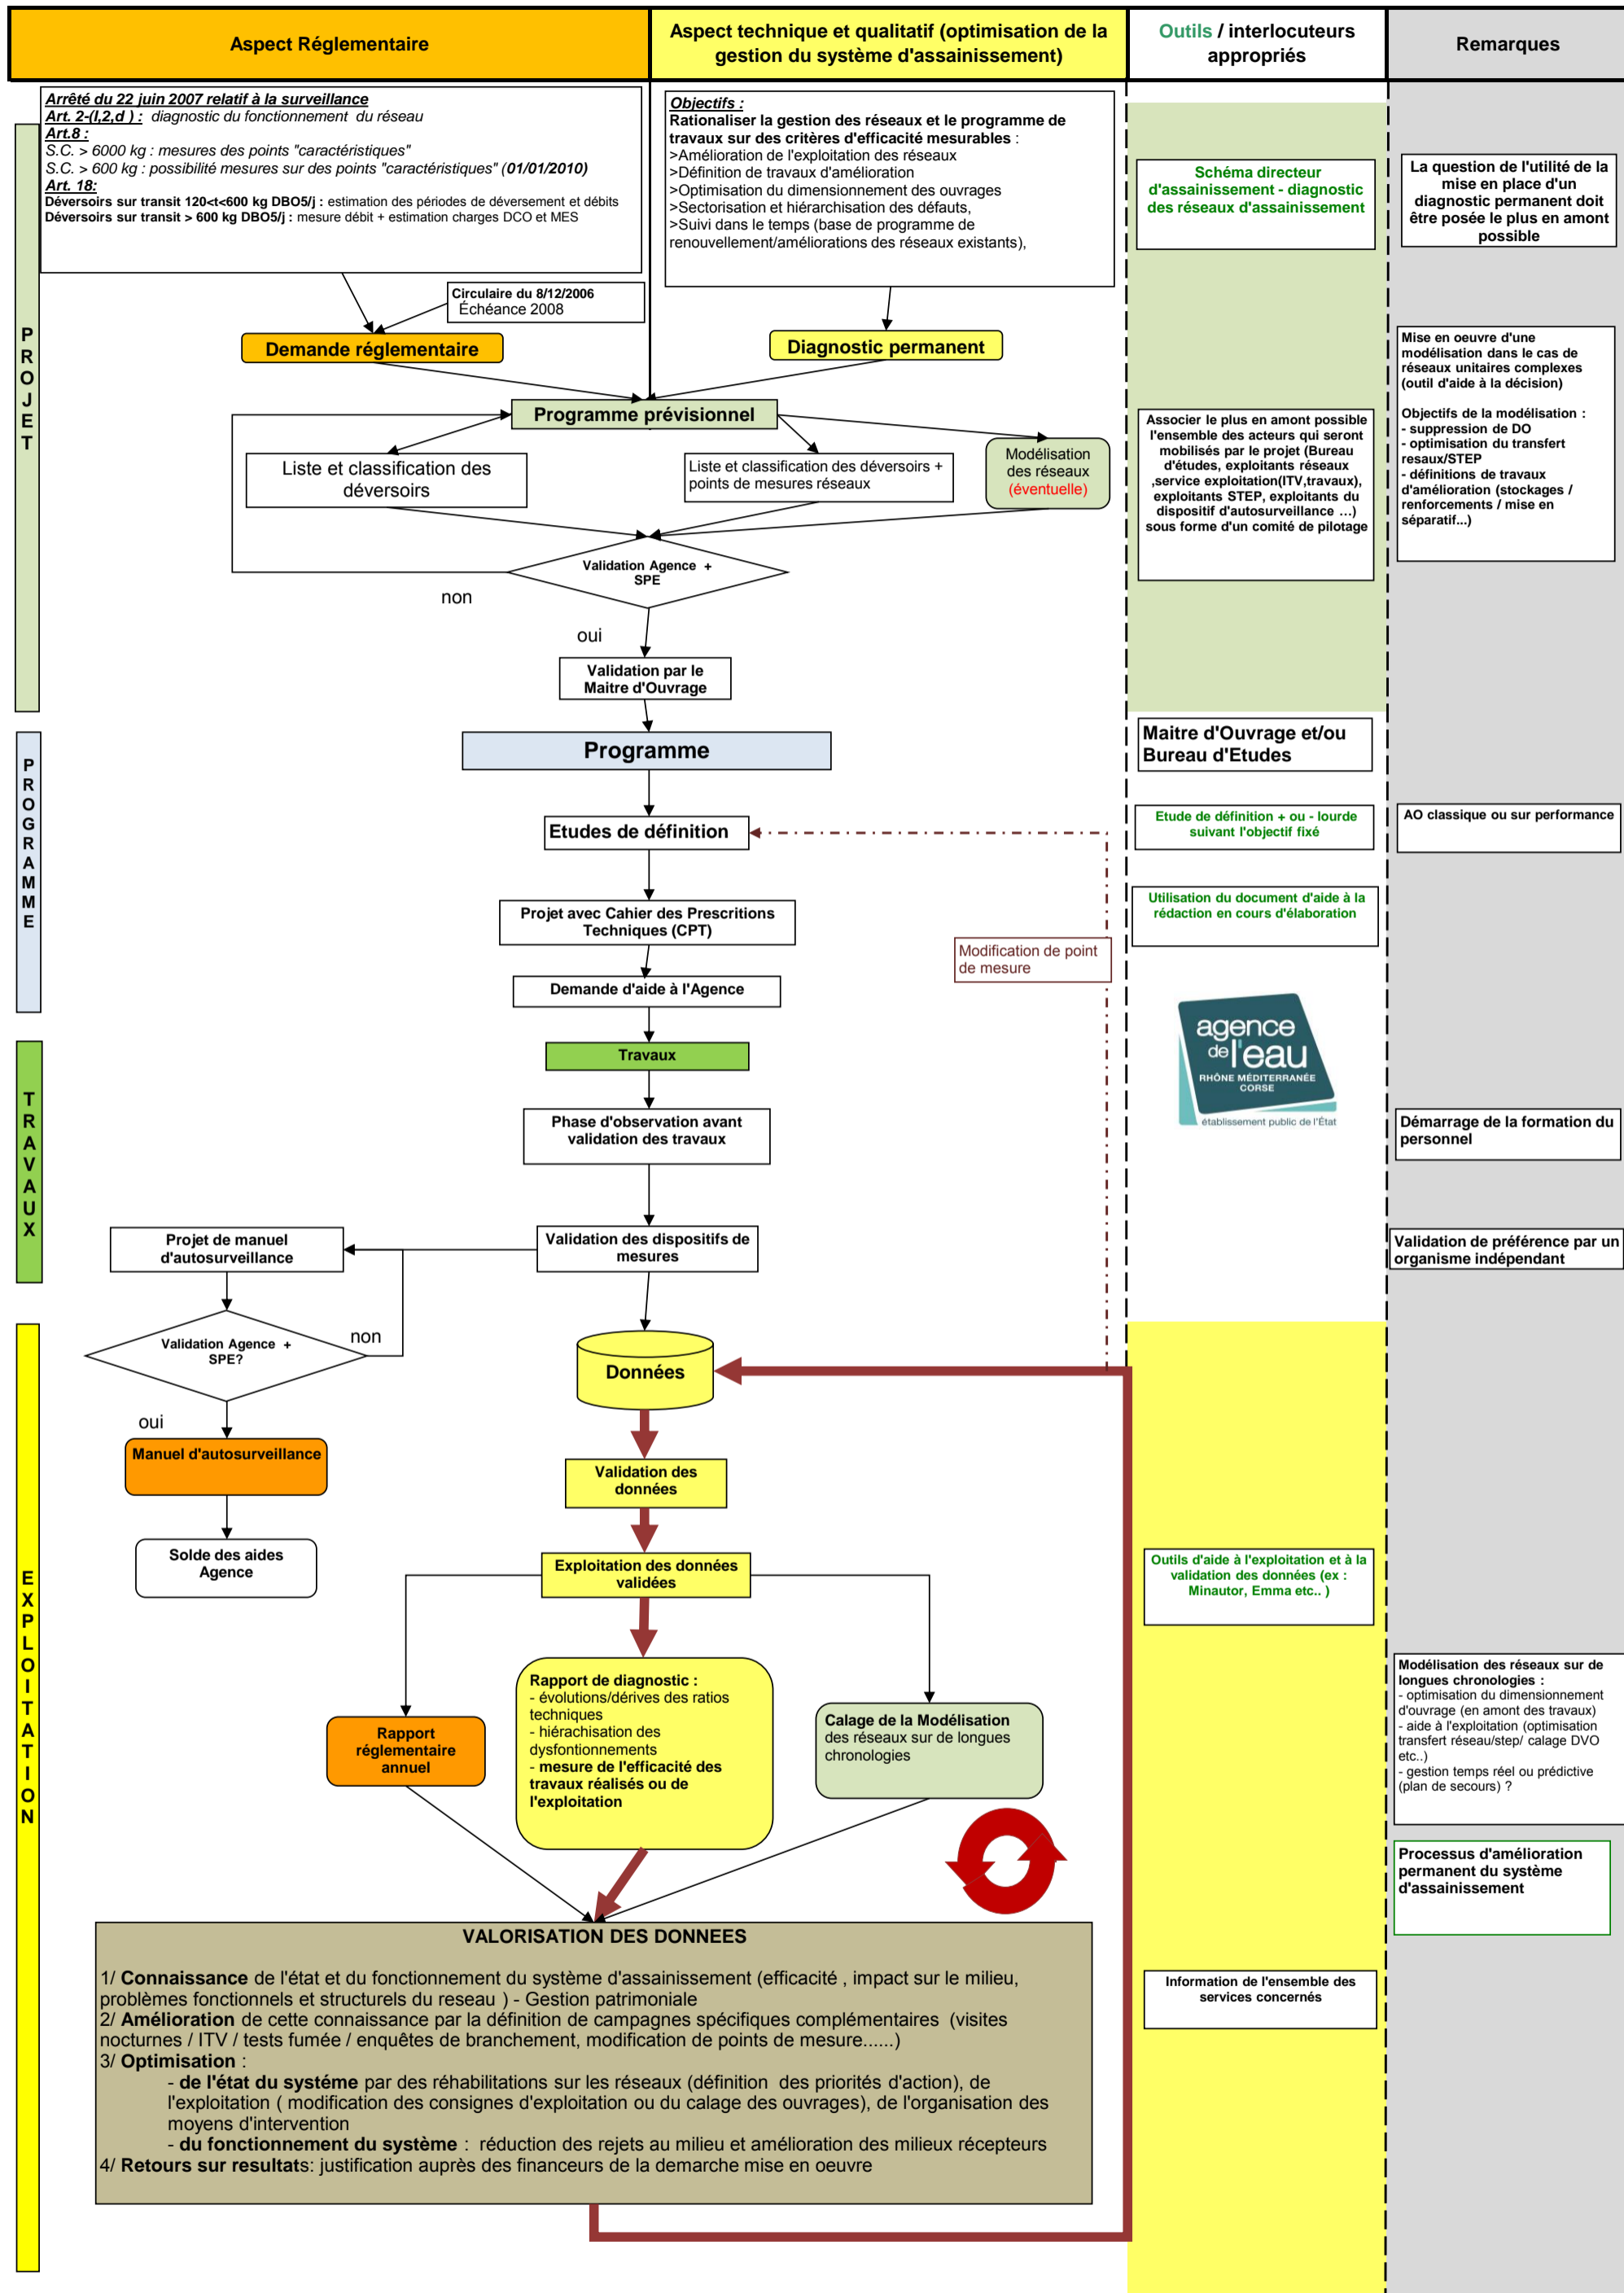 Aspect Réglementaire
Aspect technique et qualitatif (optimisation de la
gestion du système d'assainissement)
Outils / interlocuteurs
appropriés
Remarques
Arrêté du 22 juin 2007 relatif à la surveillance
Art. 2-(I,2,d ) : diagnostic du fonctionnement du réseau
Art.8 :
S.C. > 6000 kg : mesures des points "caractéristiques"
S.C. > 600 kg : possibilité mesures sur des points "caractéristiques" (01/01/2010)
Art. 18:
Déversoirs sur transit 120<t<600 kg DBO5/j : estimation des périodes de déversement et débits
Déversoirs sur transit > 600 kg DBO5/j : mesure débit + estimation charges DCO et MES
Objectifs :
Rationaliser la gestion des réseaux et le programme de
travaux sur des critères d'efficacité mesurables :
>Amélioration de l'exploitation des réseaux
>Définition de travaux d'amélioration
>Optimisation du dimensionnement des ouvrages
>Sectorisation et hiérarchisation des défauts,
>Suivi dans le temps (base de programme de
renouvellement/améliorations des réseaux existants),
Schéma directeur
d'assainissement - diagnostic
des réseaux d'assainissement
La question de l'utilité de la
mise en place d'un
diagnostic permanent doit
être posée le plus en amont
possible
PROJET
Circulaire du 8/12/2006
Échéance 2008
Demande réglementaire
Diagnostic permanent
Mise en oeuvre d'une
modélisation dans le cas de
réseaux unitaires complexes
(outil d'aide à la décision)
Objectifs de la modélisation :
- suppression de DO
- optimisation du transfert
resaux/STEP
- définitions de travaux
d'amélioration (stockages /
renforcements / mise en
séparatif...)
Programme prévisionnel
Associer le plus en amont possible
l'ensemble des acteurs qui seront
mobilisés par le projet (Bureau
d'études, exploitants réseaux
,service exploitation(ITV,travaux),
exploitants STEP, exploitants du
dispositif d'autosurveillance ...)
sous forme d'un comité de pilotage
Liste et classification des
déversoirs
Liste et classification des déversoirs +
points de mesures réseaux
Modélisation
des réseaux
(éventuelle)
Validation Agence +
SPE
non
oui
Validation par le
Maitre d'Ouvrage
PROGRAMME
Programme
Maitre d'Ouvrage et/ou
Bureau d'Etudes
Etudes de définition
Etude de définition + ou - lourde
suivant l'objectif fixé
AO classique ou sur performance
Projet avec Cahier des Prescritions
Techniques (CPT)
Utilisation du document d'aide à la
rédaction en cours d'élaboration
Modification de point
de mesure
Demande d'aide à l'Agence
agence
de l'eau
RHÔNE MÉDITERRANÉE
CORSE
établissement public de l'État
TRAVAUX
Travaux
Phase d'observation avant
validation des travaux
Démarrage de la formation du
personnel
Projet de manuel
d'autosurveillance
Validation des dispositifs de
mesures
Validation de préférence par un
organisme indépendant
Validation Agence +
SPE?
non
oui
EXPLOITATION
Données
Manuel d'autosurveillance
Validation des
données
Solde des aides
Agence
Exploitation des données
validées
Outils d'aide à l'exploitation et à la
validation des données (ex :
Minautor, Emma etc.. )
Rapport
réglementaire
annuel
Rapport de diagnostic :
- évolutions/dérives des ratios
techniques
- hiérachisation des
dysfontionnements
- mesure de l'efficacité des
travaux réalisés ou de
l'exploitation
Calage de la Modélisation
des réseaux sur de longues
chronologies
Modélisation des réseaux sur de
longues chronologies :
- optimisation du dimensionnement
d'ouvrage (en amont des travaux)
- aide à l'exploitation (optimisation
transfert réseau/step/ calage DVO
etc..)
- gestion temps réel ou prédictive
(plan de secours) ?
Processus d'amélioration
permanent du système
d'assainissement
VALORISATION DES DONNEES
1/ Connaissance de l'état et du fonctionnement du système d'assainissement (efficacité , impact sur le milieu,
problèmes fonctionnels et structurels du reseau ) - Gestion patrimoniale
2/ Amélioration de cette connaissance par la définition de campagnes spécifiques complémentaires (visites
nocturnes / ITV / tests fumée / enquêtes de branchement, modification de points de mesure......)
3/ Optimisation :
- de l'état du systéme par des réhabilitations sur les réseaux (définition des priorités d'action), de
l'exploitation ( modification des consignes d'exploitation ou du calage des ouvrages), de l'organisation des
moyens d'intervention
- du fonctionnement du système : réduction des rejets au milieu et amélioration des milieux récepteurs
4/ Retours sur resultats: justification auprès des financeurs de la demarche mise en oeuvre
Information de l'ensemble des
services concernés